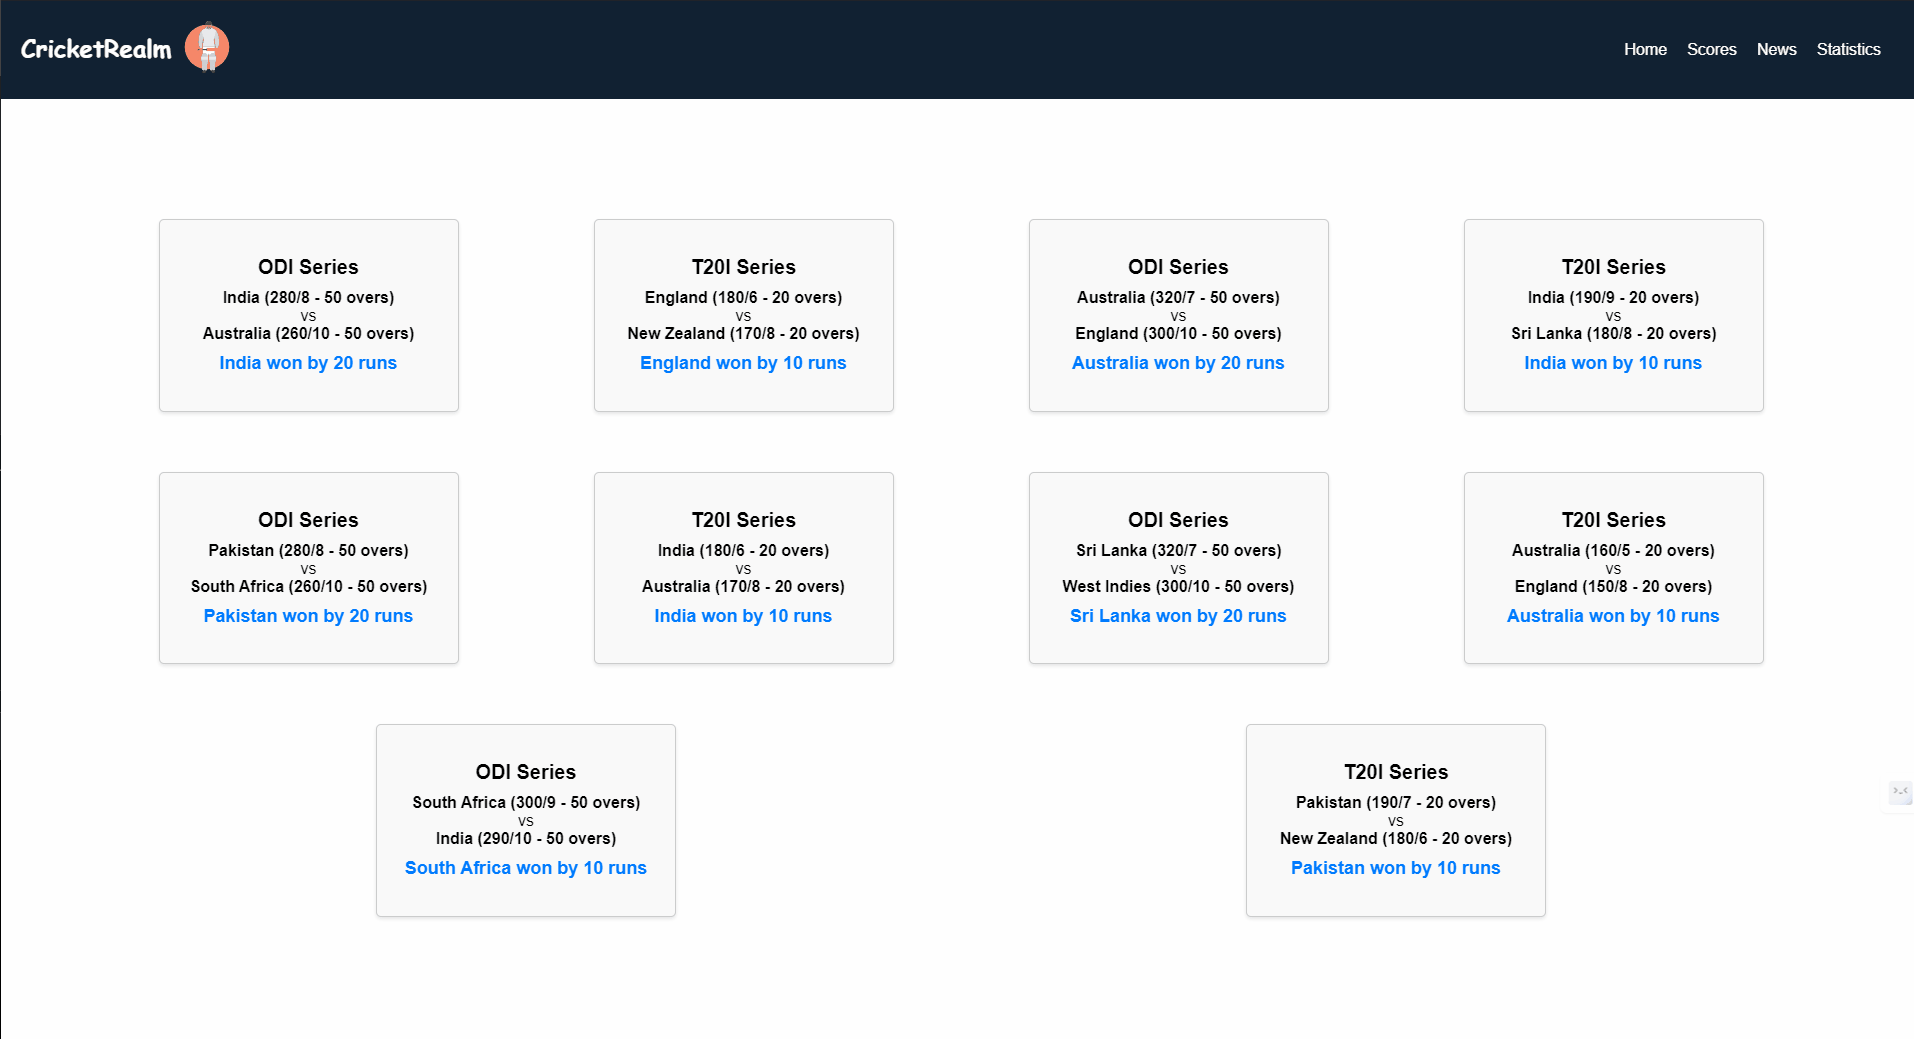 CricketRealm
Home Scores News Statistics
ODI Series
India (280/8 - 50 overs)
VS
Australia (260/10 - 50 overs)
India won by 20 runs
T20I Series
England (180/6 - 20 overs)
VS
New Zealand (170/8 - 20 overs)
England won by 10 runs
ODI Series
Australia (320/7 - 50 overs)
VS
England (300/10 - 50 overs)
Australia won by 20 runs
T20I Series
India (190/9 - 20 overs)
VS
Sri Lanka (180/8 - 20 overs)
India won by 10 runs
ODI Series
Pakistan (280/8 - 50 overs)
VS
South Africa (260/10 - 50 overs)
Pakistan won by 20 runs
T20I Series
India (180/6 - 20 overs)
VS
Australia (170/8 - 20 overs)
India won by 10 runs
ODI Series
Sri Lanka (320/7 - 50 overs)
VS
West Indies (300/10 - 50 overs)
Sri Lanka won by 20 runs
T20I Series
Australia (160/5 - 20 overs)
VS
England (150/8 - 20 overs)
Australia won by 10 runs
ODI Series
South Africa (300/9 - 50 overs)
VS
India (290/10 - 50 overs)
South Africa won by 10 runs
T20I Series
Pakistan (190/7 - 20 overs)
VS
New Zealand (180/6 - 20 overs)
Pakistan won by 10 runs